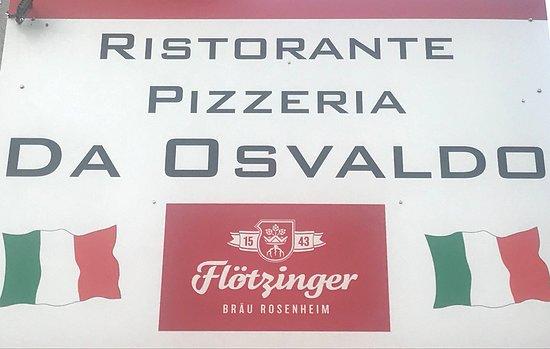 Ristorante
Pizzeria
Da Osvaldo
15 43
Flötzinger
BRÄU ROSENHEIM